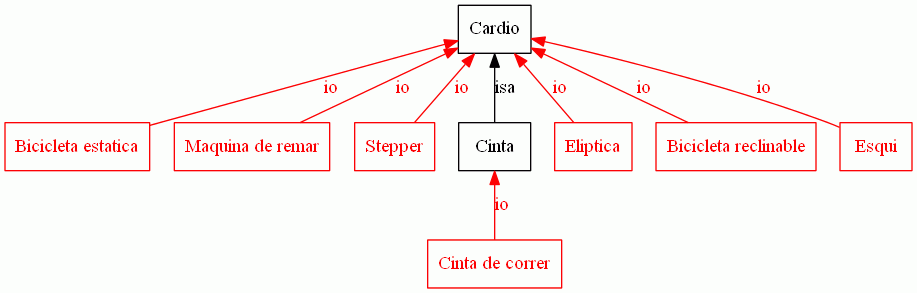 Cardio
io
io
io
isa
io
io
io
Bicicleta estatica
Maquina de remar
Stepper
Cinta
Eliptica
Bicicleta reclinable
Esqui
io
Cinta de correr